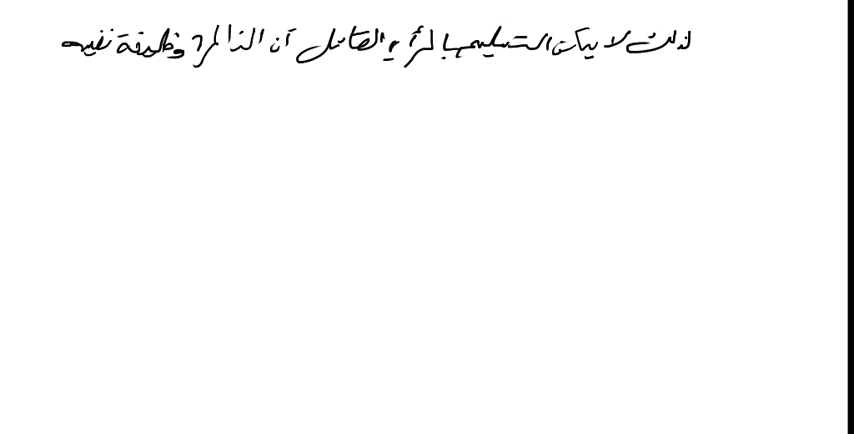 لذلك لا يمكن التسليم بالرأي القائل أن الذاكرة وظيفة نفسية